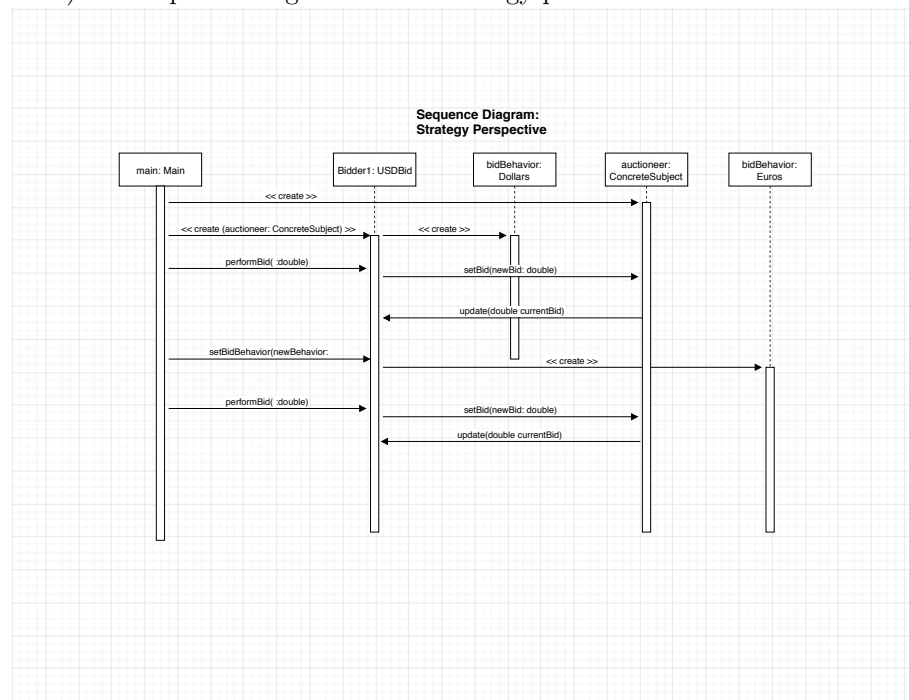 Sequence Diagram:
Strategy Perspective
main: Main
Bidder1: USDBid
bidBehavior:
Dollars
auctioneer:
ConcreteSubject
bidBehavior:
Euros
<< create >>
<< create (auctioneer: ConcreteSubject) >>
<< create >>
performBid( :double)
setBid(newBid: double)
update(double currentBid)
setBidBehavior(newBehavior:
<< create >>
performBid( :double)
setBid(newBid: double)
update(double currentBid)